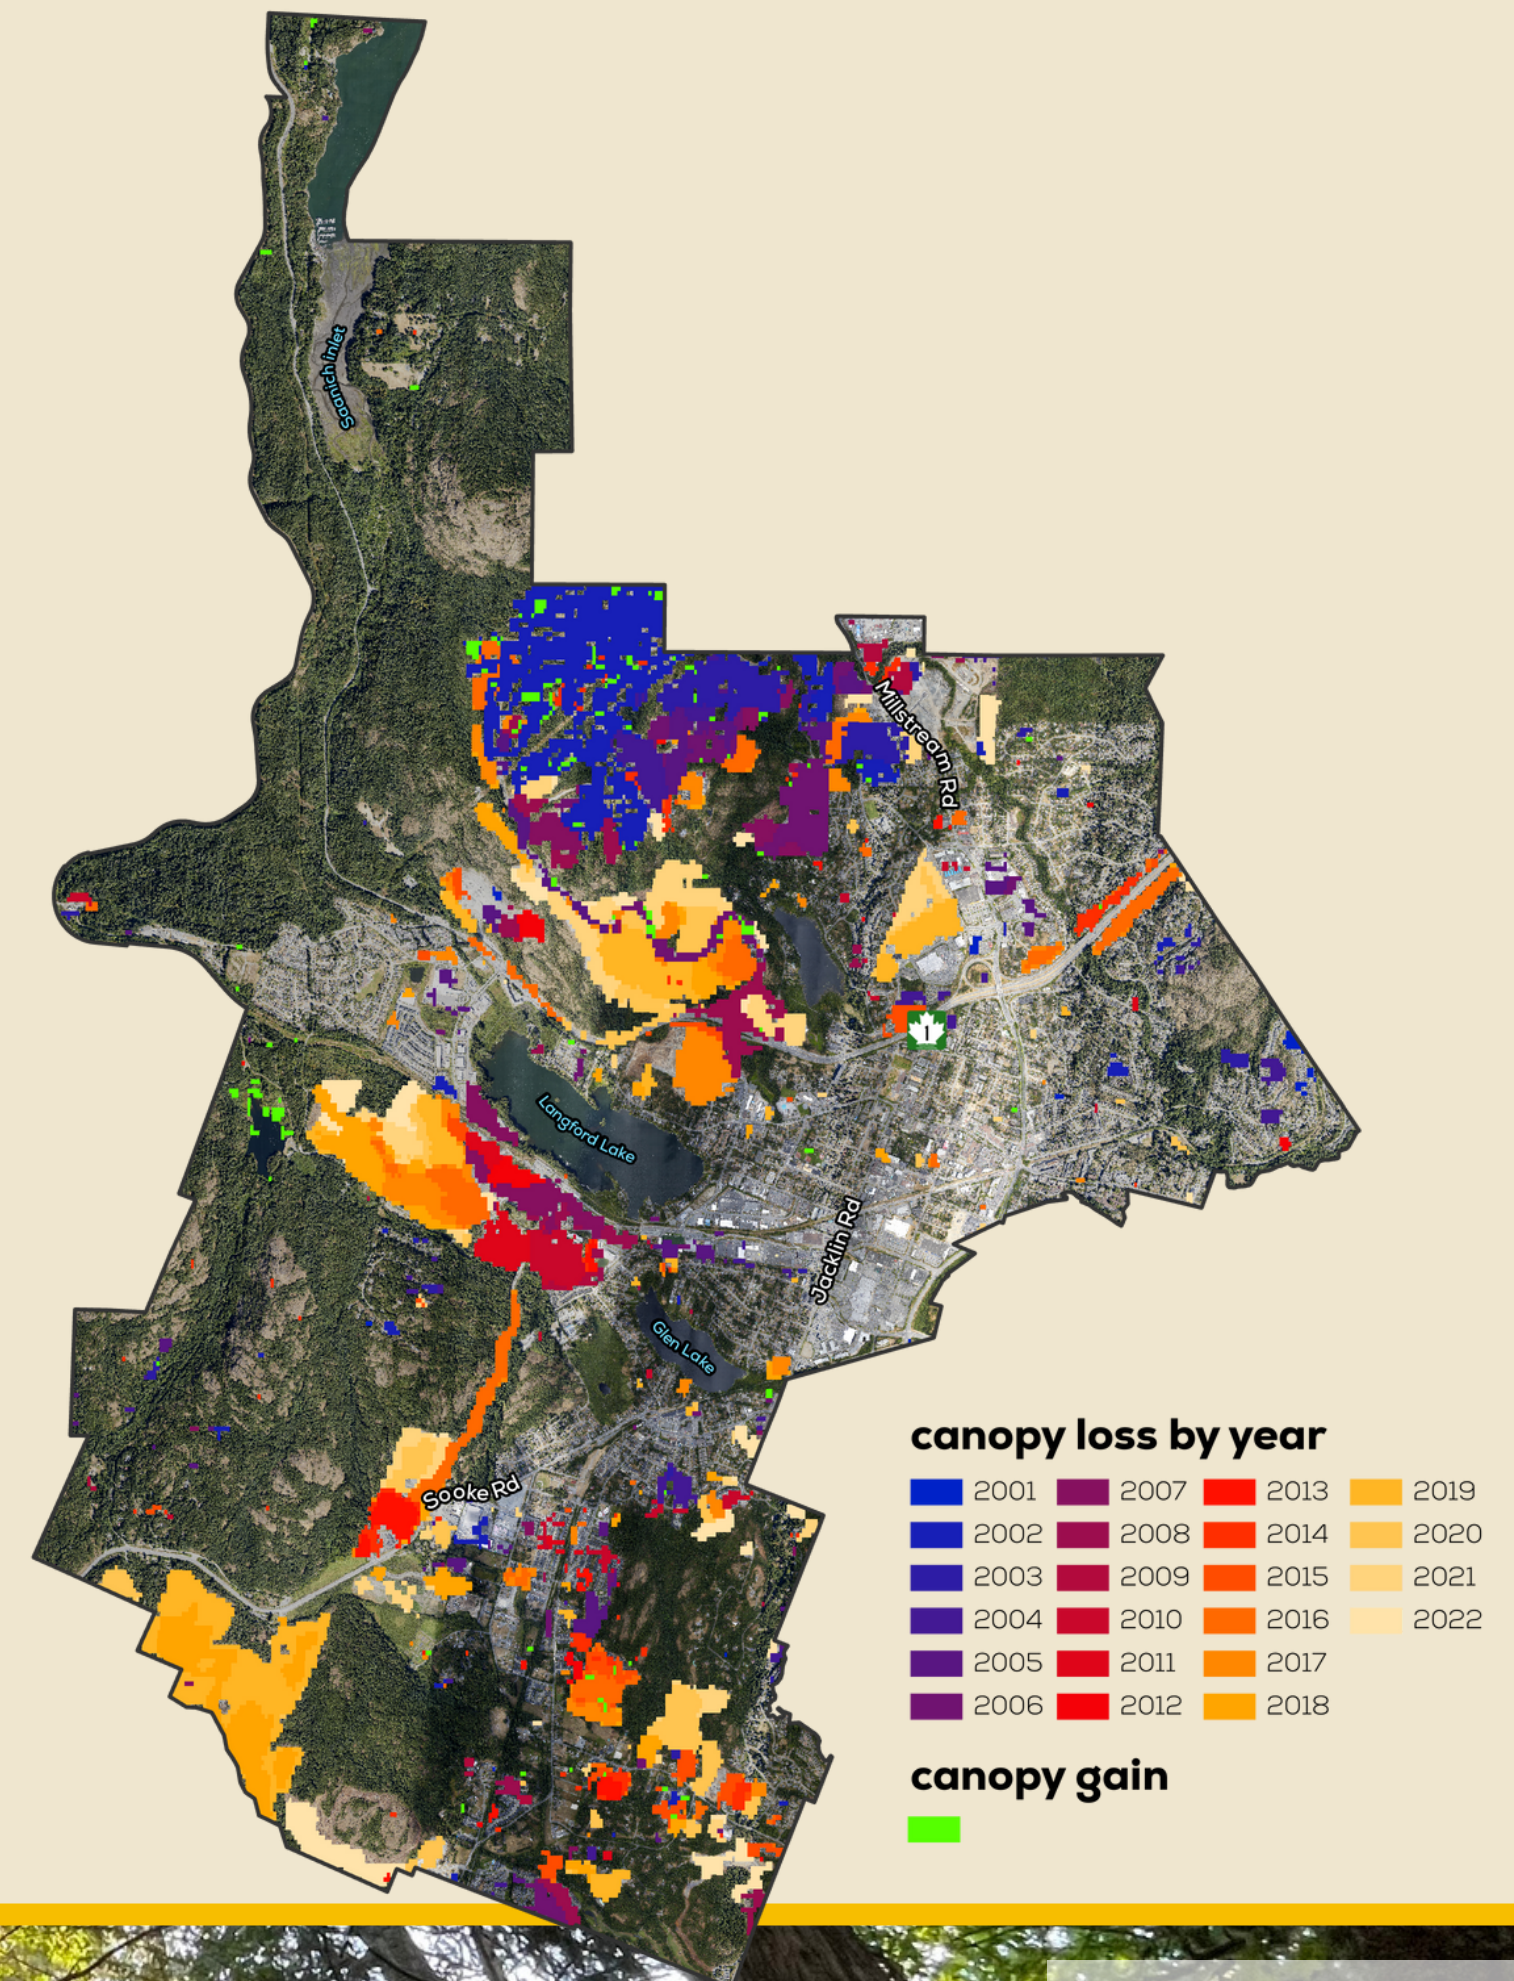 Saanich inlet
Millstream Rd
1
Langford Lake
Jacklin Rd
Glen Lake
Sooke Rd
canopy loss by year
2001 2007 2013 2019
2002 2008 2014 2020
2003 2009 2015 2021
2004 2010 2016 2022
2005 2011 2017
2006 2012 2018
canopy gain